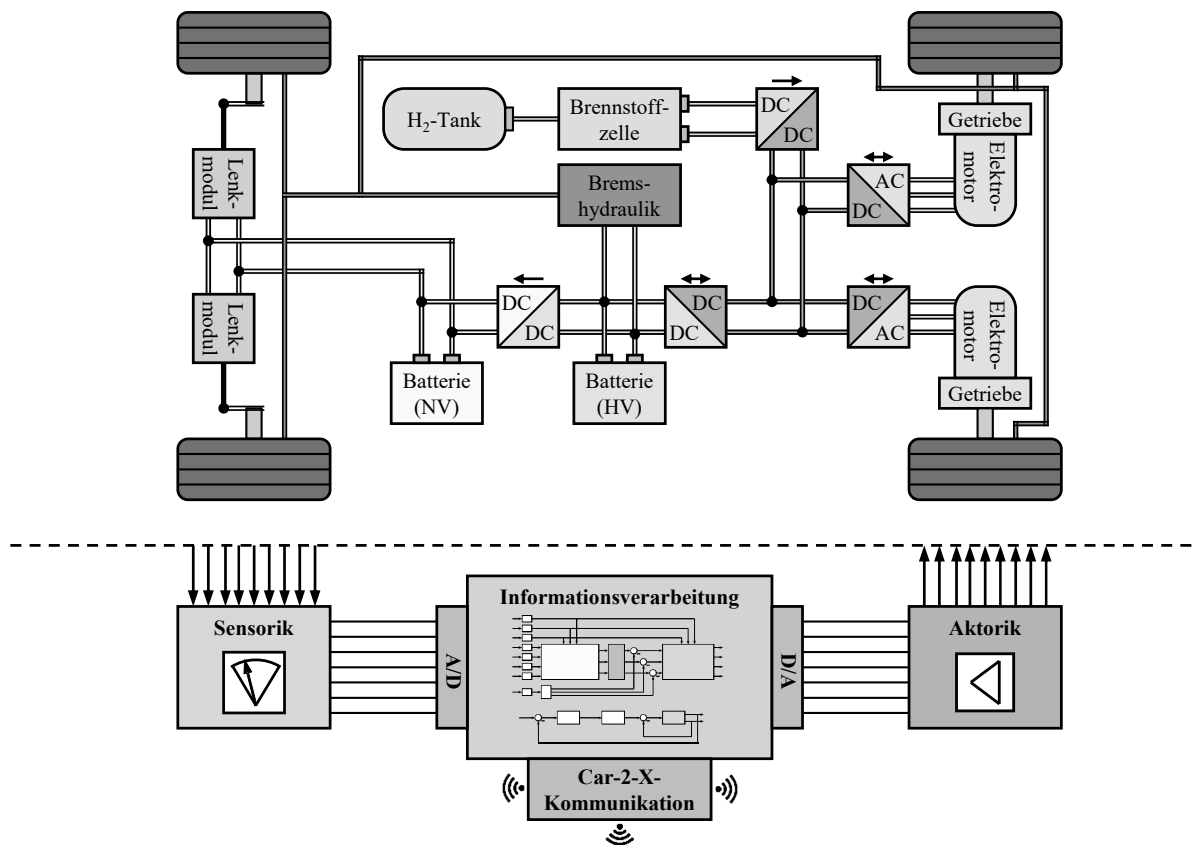 H₂-Tank
Brennstoff-
zelle
DC
DC
Getriebe
Elektro-
motor
Lenk-
modul
Brems-
hydraulik
AC
DC
Lenk-
modul
DC
DC
DC
DC
DC
AC
Elektro-
motor
Getriebe
Batterie
(NV)
Batterie
(HV)
Sensorik
A/D
Informationsverarbeitung
D/A
Aktorik
Car-2-X-
Kommunikation